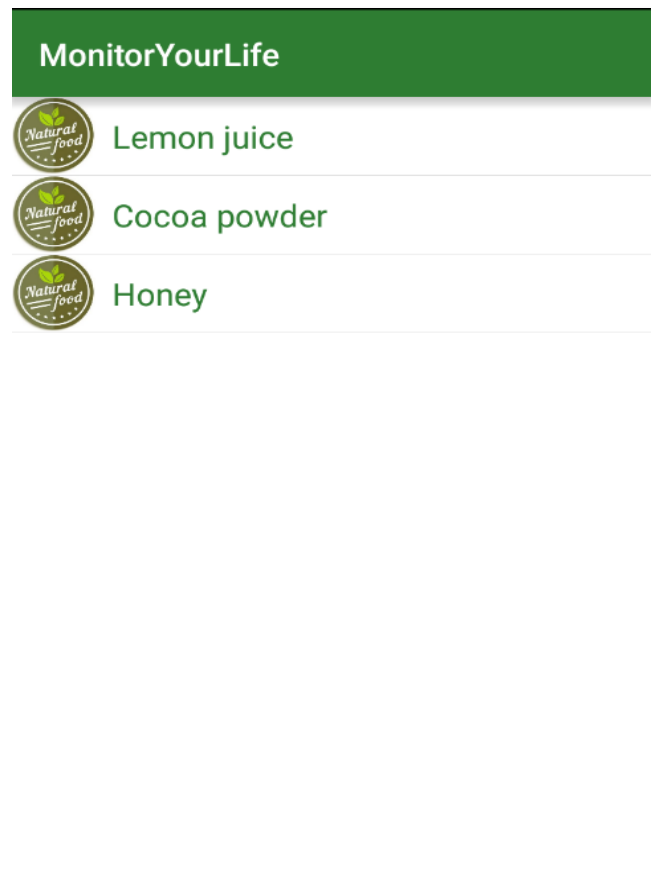 MonitorYourLife
Natural
food
Lemon juice
Natural
food
Cocoa powder
Natural
food
Honey